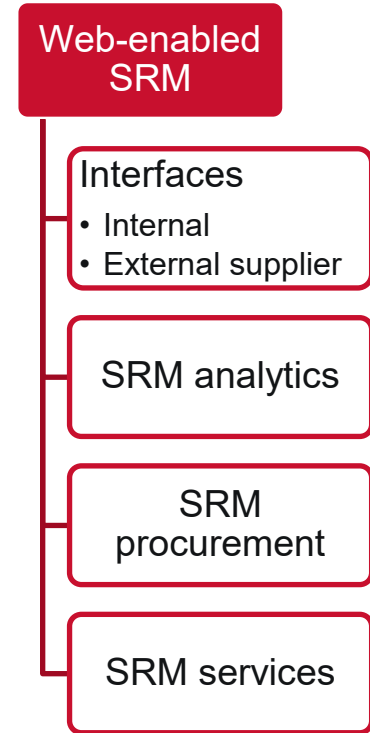 Web-enabled
SRM
Interfaces
• Internal
• External supplier
SRM analytics
SRM
procurement
SRM services